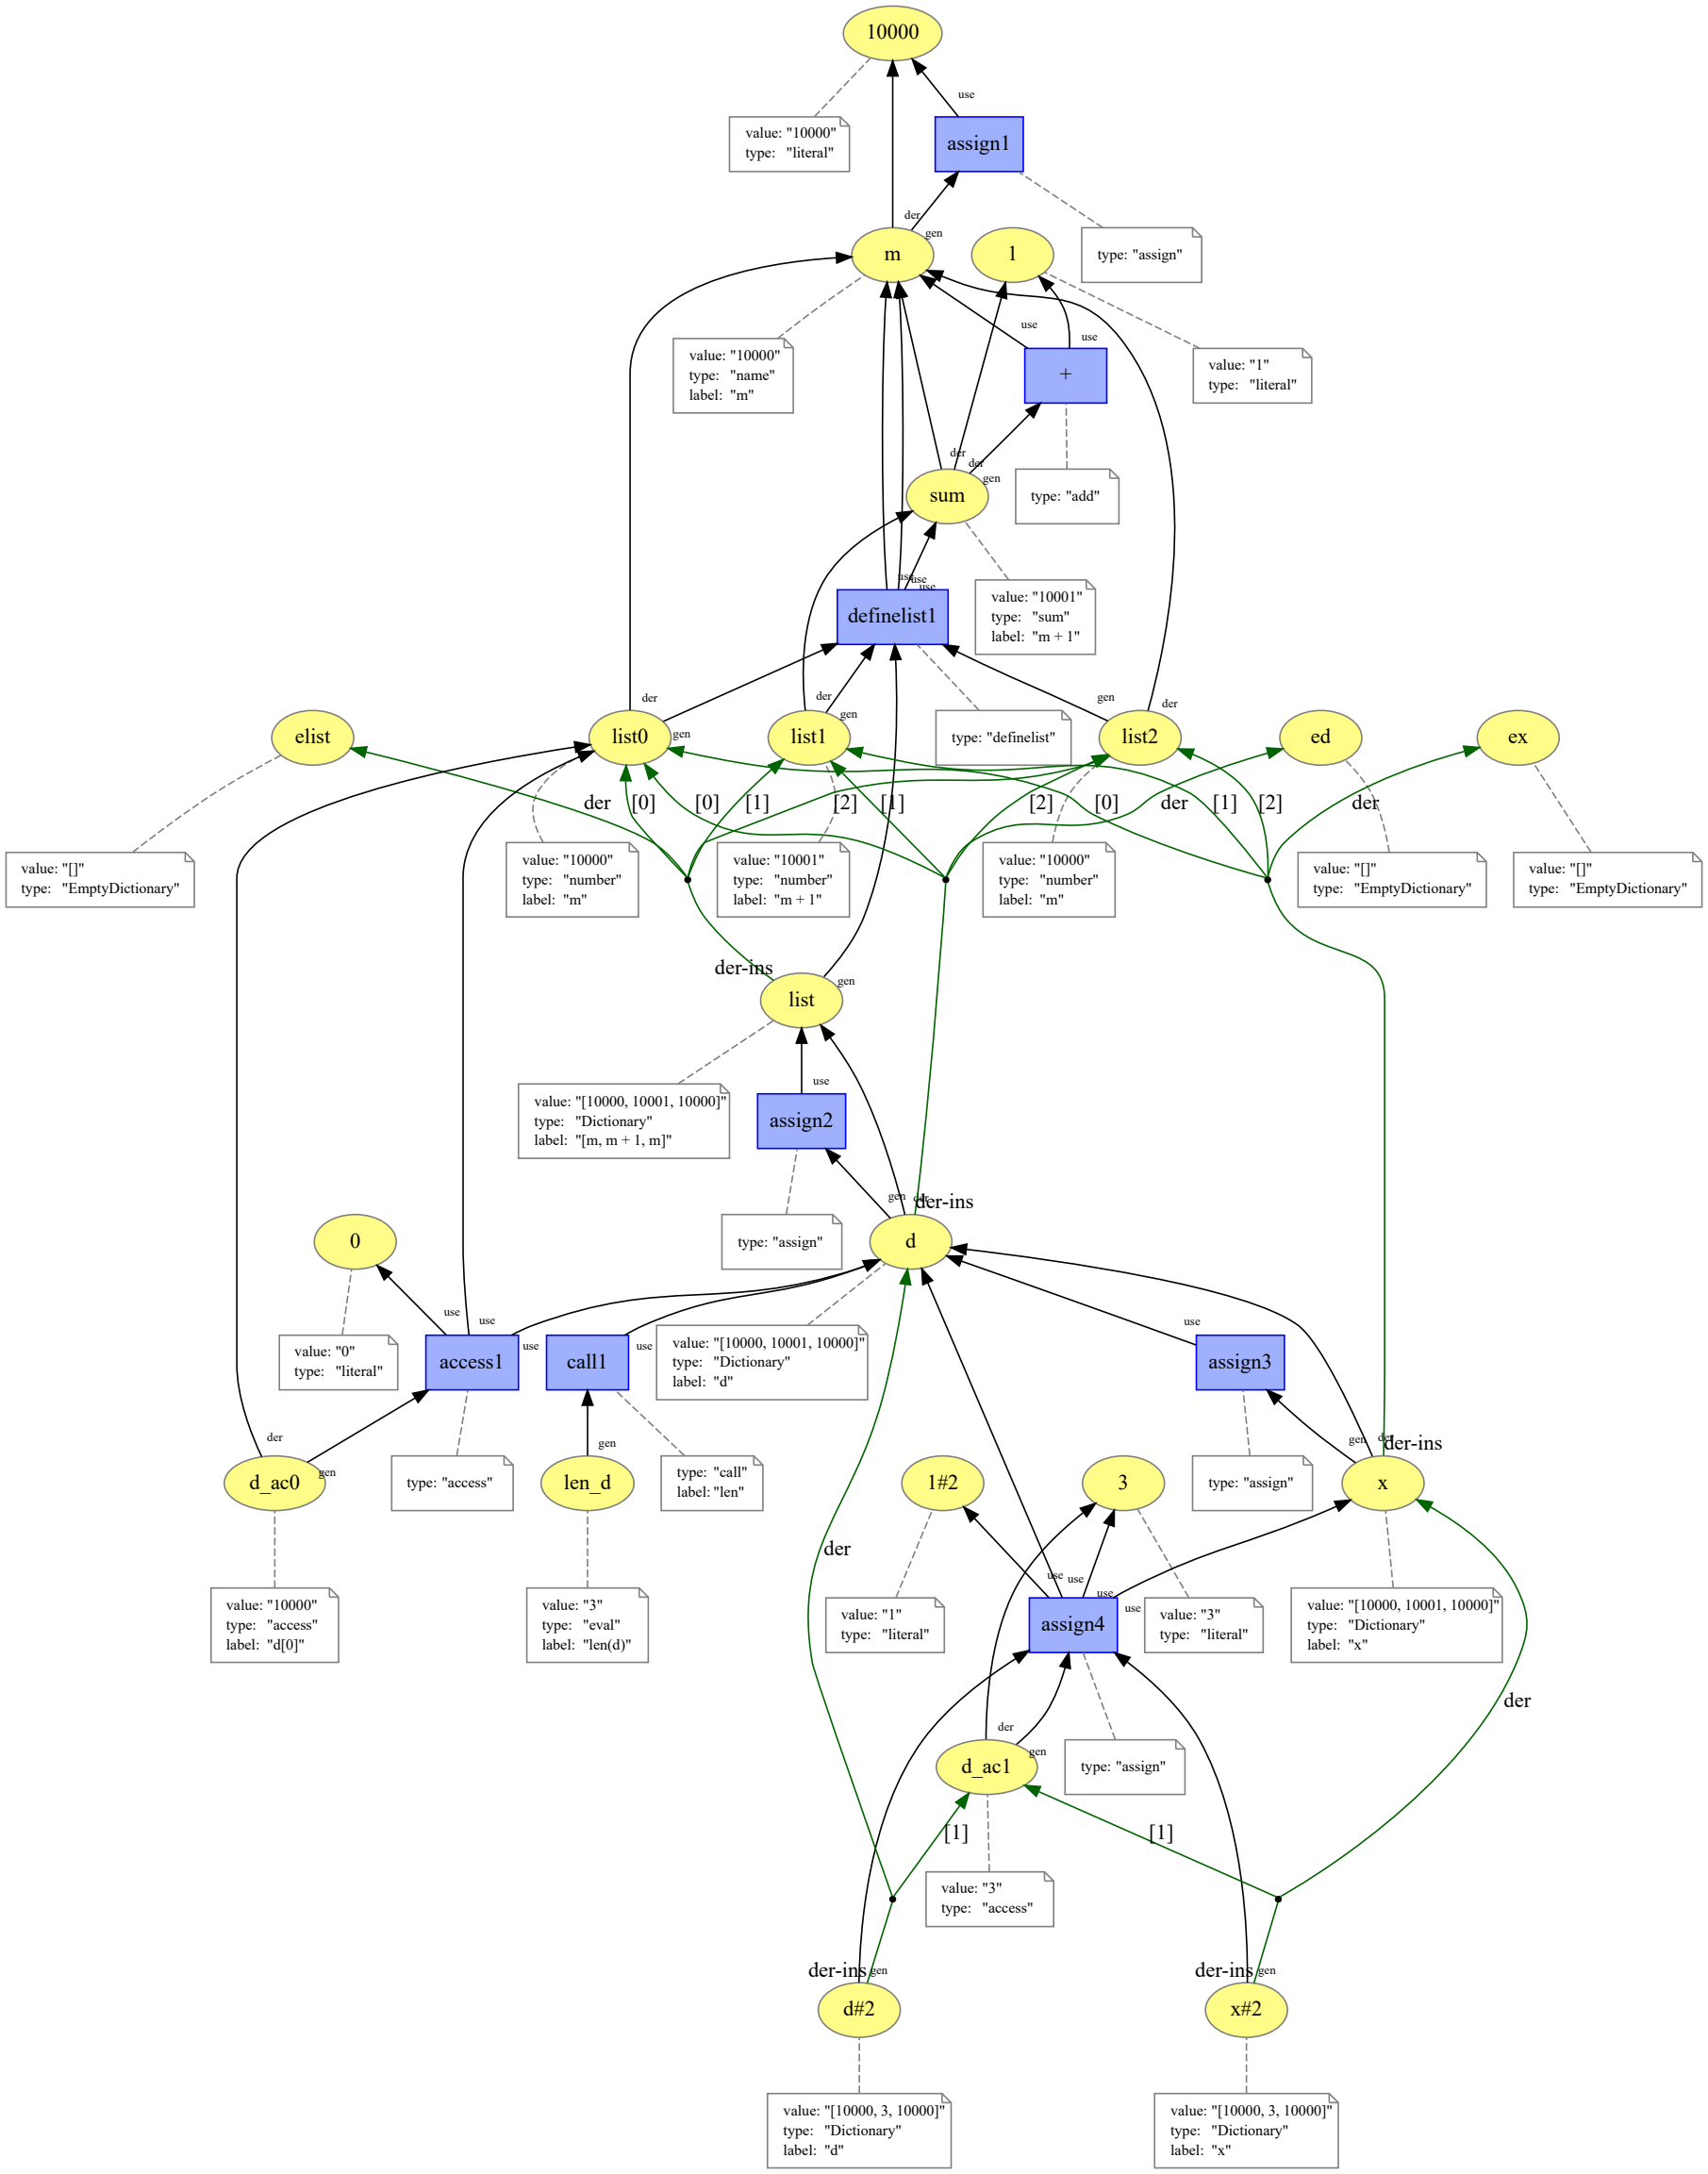 10000
use
value: "10000"
type: "literal"
assign1
der
gen
m
1
type: "assign"
use
use
value: "10000"
type: "name"
label: "m"
+
value: "1"
type: "literal"
der
der
gen
sum
type: "add"
use
use
use
definelist1
value: "10001"
type: "sum"
label: "m + 1"
der
der
gen
der
gen
gen
elist
list0
list1
type: "definelist"
list2
ed
ex
der
[0]
[0]
[1]
[2]
[1]
[2]
[0]
der
[1]
[2]
der
value: "[]"
type: "EmptyDictionary"
value: "10000"
type: "number"
label: "m"
value: "10001"
type: "number"
label: "m + 1"
value: "10000"
type: "number"
label: "m"
value: "[]"
type: "EmptyDictionary"
value: "[]"
type: "EmptyDictionary"
der-ins
gen
list
use
value: "[10000, 10001, 10000]"
type: "Dictionary"
label: "[m, m + 1, m]"
assign2
gen
der
der-ins
0
type: "assign"
d
use
use
use
use
use
value: "0"
type: "literal"
access1
call1
value: "[10000, 10001, 10000]"
type: "Dictionary"
label: "d"
assign3
der
gen
gen
gen
der
der-ins
d_ac0
type: "access"
len_d
type: "call"
label: "len"
1#2
3
type: "assign"
x
der
use
use
use
use
value: "10000"
type: "access"
label: "d[0]"
value: "3"
type: "eval"
label: "len(d)"
value: "1"
type: "literal"
assign4
value: "3"
type: "literal"
value: "[10000, 10001, 10000]"
type: "Dictionary"
label: "x"
der
der
gen
d_ac1
type: "assign"
[1]
[1]
value: "3"
type: "access"
der-ins
gen
der-ins
gen
d#2
x#2
value: "[10000, 3, 10000]"
type: "Dictionary"
label: "d"
value: "[10000, 3, 10000]"
type: "Dictionary"
label: "x"